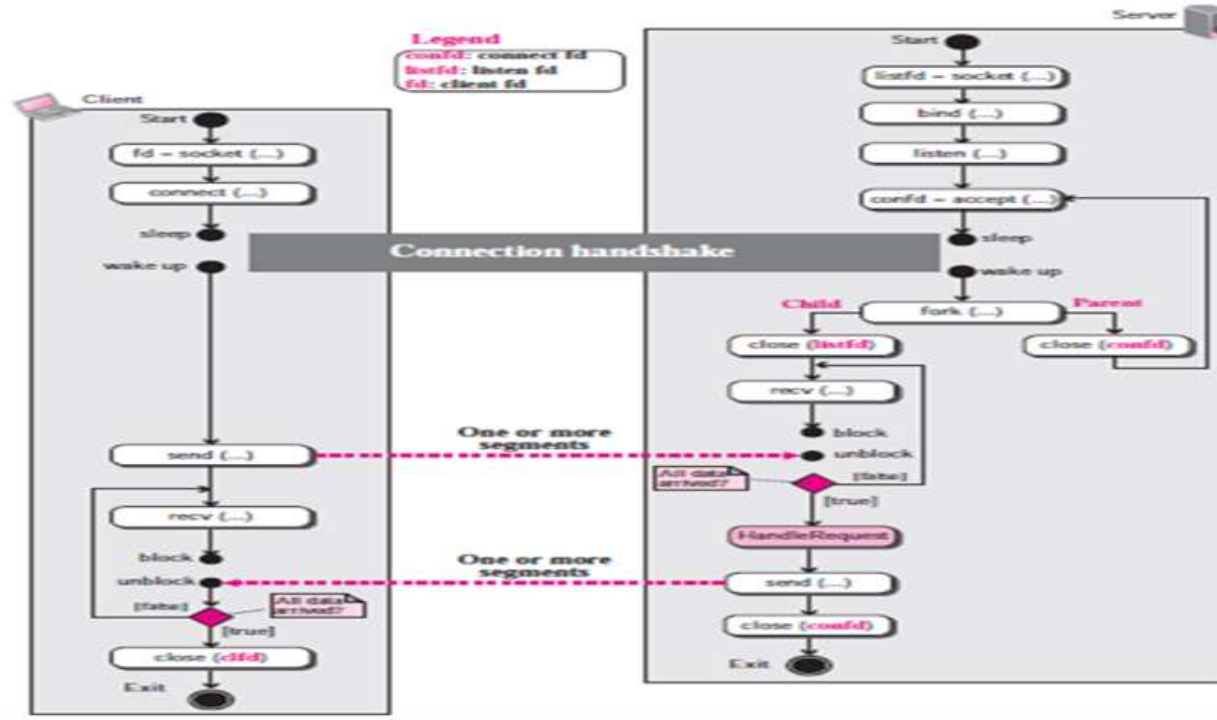 Server
Legend
confd: connect fd
listfd: listen fd
fd: client fd
Client
Start
fd = socket (...)
connect (...)
sleep
wake up
send (...)
recv (...)
block
unblock
[false]
All data
arrived?
[true]
close (clfd)
Exit
Connection handshake
One or more
segments
One or more
segments
Start
listfd = socket (...)
bind (...)
listen (...)
confd = accept (...)
sleep
wake up
Child
fork (...)
Parent
close (listfd)
close (confd)
recv (...)
block
unblock
All data
arrived?
[false]
[true]
HandleRequest
send (...)
close (confd)
Exit